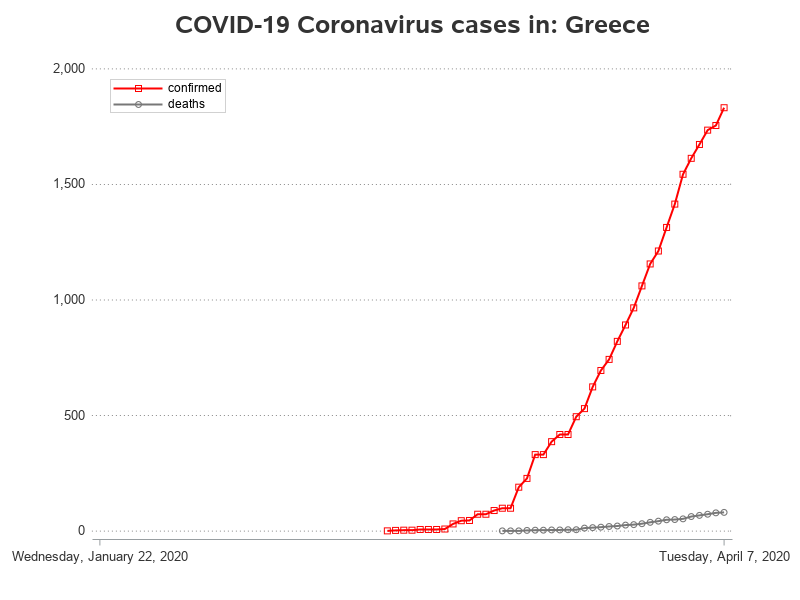 COVID-19 Coronavirus cases in: Greece
2,000
confirmed
deaths
1,500
1,000
500
0
Wednesday, January 22, 2020
Tuesday, April 7, 2020